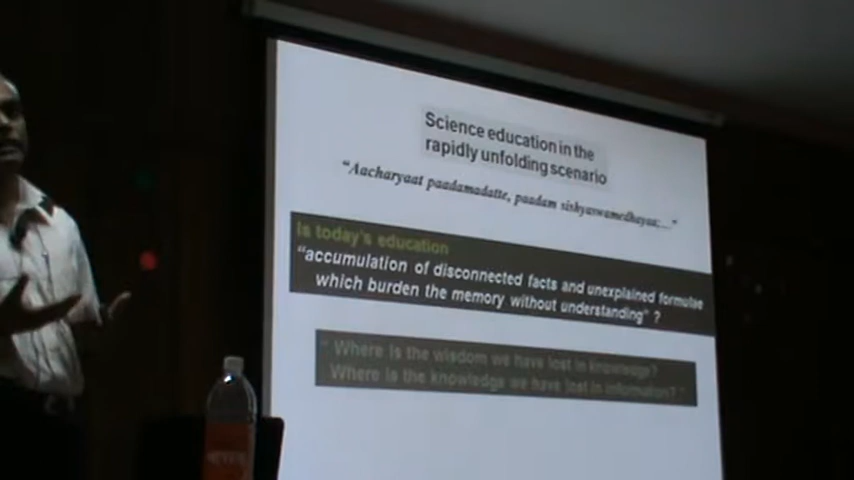 Science education in the
rapidly unfolding scenario
“Aacharyaat paadamadatte, paadam sishyaswamedhayaa;...”
Is today's education
“accumulation of disconnected facts and unexplained formulae
which burden the memory without understanding” ?
“ Where is the wisdom we have lost in knowledge?
Where is the knowledge we have lost in information? ”